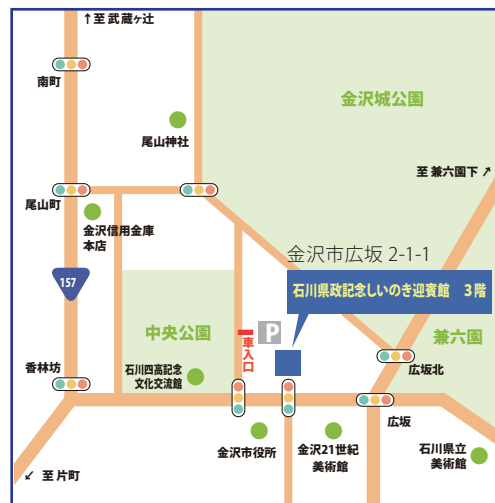 ↑至 武蔵ヶ辻
南町
金沢城公園
尾山神社
至 兼六園下 ↗
尾山町
金沢信用金庫
本店
金沢市広坂 2-1-1
157
石川県政記念しいのき迎賓館 3階
P
中央公園
車入口
兼六園
香林坊
石川四高記念
文化交流館
広坂北
広坂
金沢市役所
金沢21世紀
美術館
石川県立
美術館
↙ 至 片町